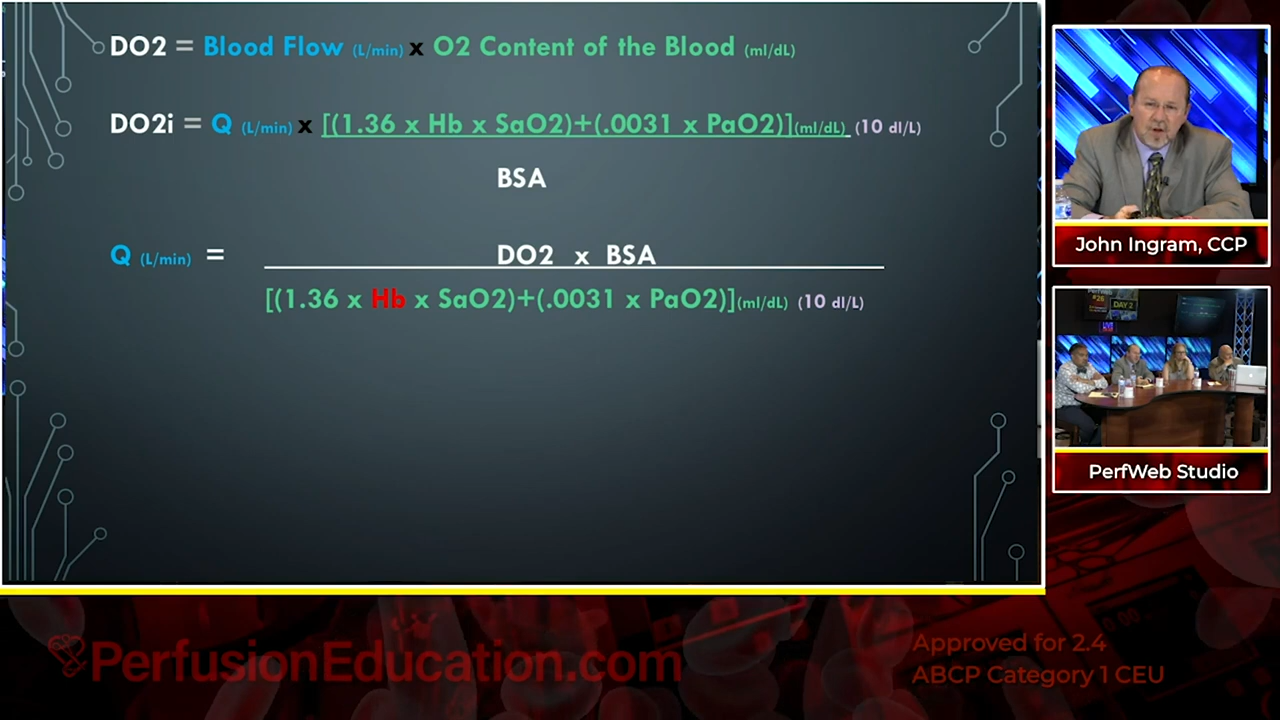 DO2 = Blood Flow (L/min) x O2 Content of the Blood (ml/dL)
DO2i = Q (L/min) x [(1.36 x Hb x SaO2)+(.0031 x PaO2)](ml/dL) (10 dl/L)
BSA
Q (L/min) = DO2 x BSA
[(1.36 x Hb x SaO2)+(.0031 x PaO2)](ml/dL) (10 dl/L)
John Ingram, CCP
DAY 2
PerfWeb Studio
PerfusionEducation.com
Approved for 2.4
ABCP Category 1 CEU